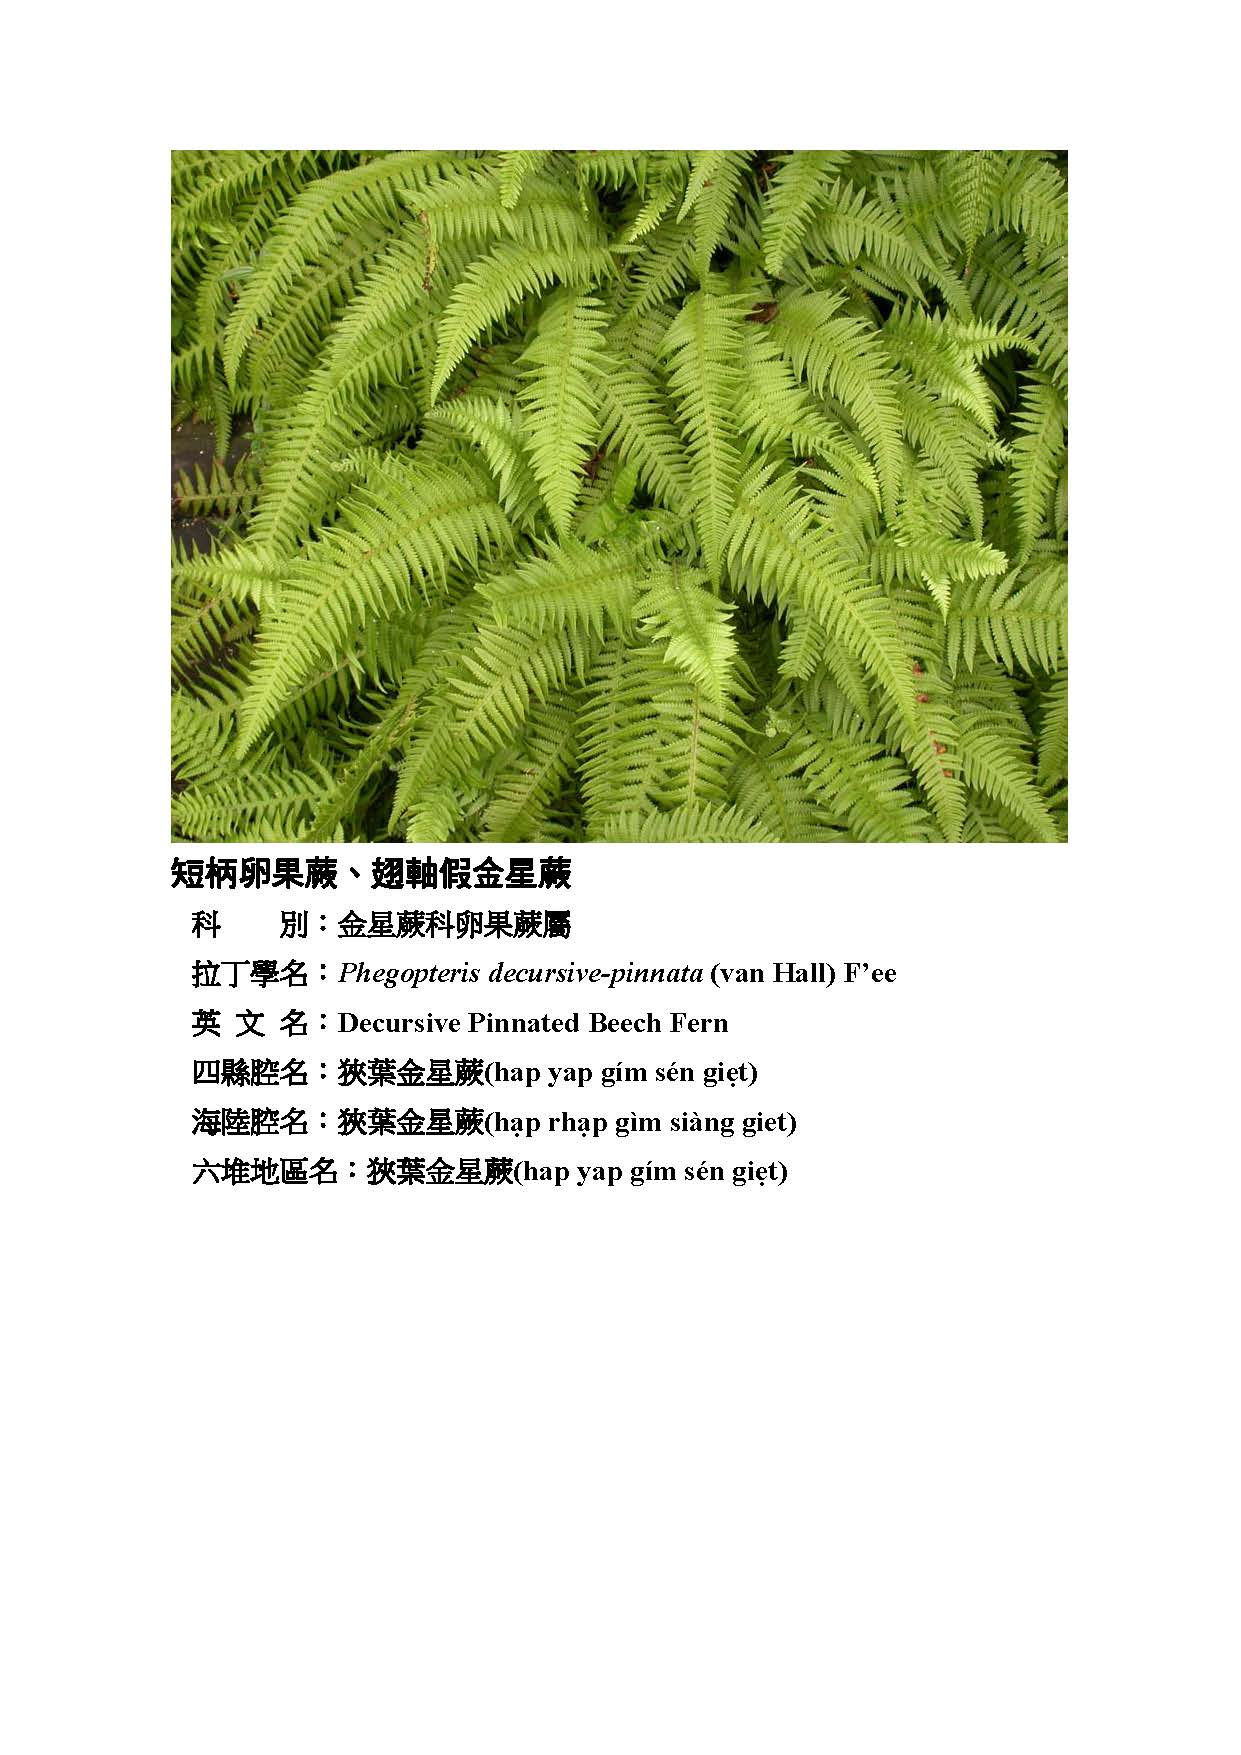 短柄卵果蕨、翅軸假金星蕨
科　　別：金星蕨科卵果蕨屬
拉丁學名：Phegopteris decursive-pinnata (van Hall) F’ee
英 文 名：Decursive Pinnated Beech Fern
四縣腔名：狹葉金星蕨(hap yap gím sén giẹt)
海陸腔名：狹葉金星蕨(hạp rhạp gìm siàng giet)
六堆地區名：狹葉金星蕨(hap yap gím sén giẹt)